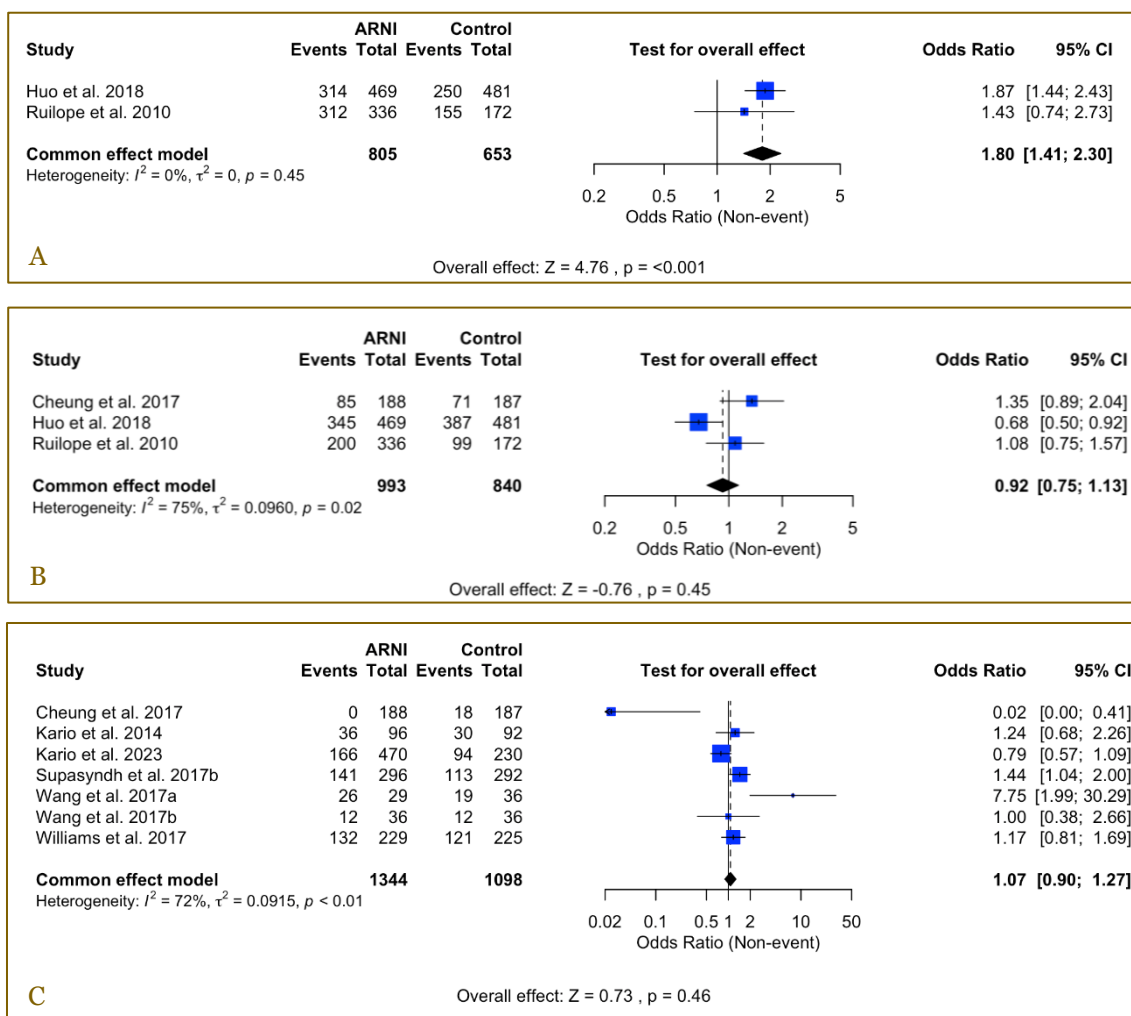 ARNI Control
Study Events Total Events Total Test for overall effect Odds Ratio 95% CI
Huo et al. 2018 314 469 250 481 1.87 [1.44; 2.43]
Ruilope et al. 2010 312 336 155 172 1.43 [0.74; 2.73]
Common effect model 805 653 1.80 [1.41; 2.30]
Heterogeneity: I² = 0%, τ² = 0, p = 0.45
0.2 0.5 1 2 5
Odds Ratio (Non-event)
A
Overall effect: Z = 4.76 , p = <0.001
ARNI Control
Study Events Total Events Total Test for overall effect Odds Ratio 95% CI
Cheung et al. 2017 85 188 71 187 1.35 [0.89; 2.04]
Huo et al. 2018 345 469 387 481 0.68 [0.50; 0.92]
Ruilope et al. 2010 200 336 99 172 1.08 [0.75; 1.57]
Common effect model 993 840 0.92 [0.75; 1.13]
Heterogeneity: I² = 75%, τ² = 0.0960, p = 0.02
0.2 0.5 1 2 5
Odds Ratio (Non-event)
B
Overall effect: Z = -0.76 , p = 0.45
ARNI Control
Study Events Total Events Total Test for overall effect Odds Ratio 95% CI
Cheung et al. 2017 0 188 18 187 0.02 [0.00; 0.41]
Kario et al. 2014 36 96 30 92 1.24 [0.68; 2.26]
Kario et al. 2023 166 470 94 230 0.79 [0.57; 1.09]
Supasyndh et al. 2017b 141 296 113 292 1.44 [1.04; 2.00]
Wang et al. 2017a 26 29 19 36 7.75 [1.99; 30.29]
Wang et al. 2017b 12 36 12 36 1.00 [0.38; 2.66]
Williams et al. 2017 132 229 121 225 1.17 [0.81; 1.69]
Common effect model 1344 1098 1.07 [0.90; 1.27]
Heterogeneity: I² = 72%, τ² = 0.0915, p < 0.01
0.02 0.1 0.5 1 2 10 50
Odds Ratio (Non-event)
C
Overall effect: Z = 0.73 , p = 0.46